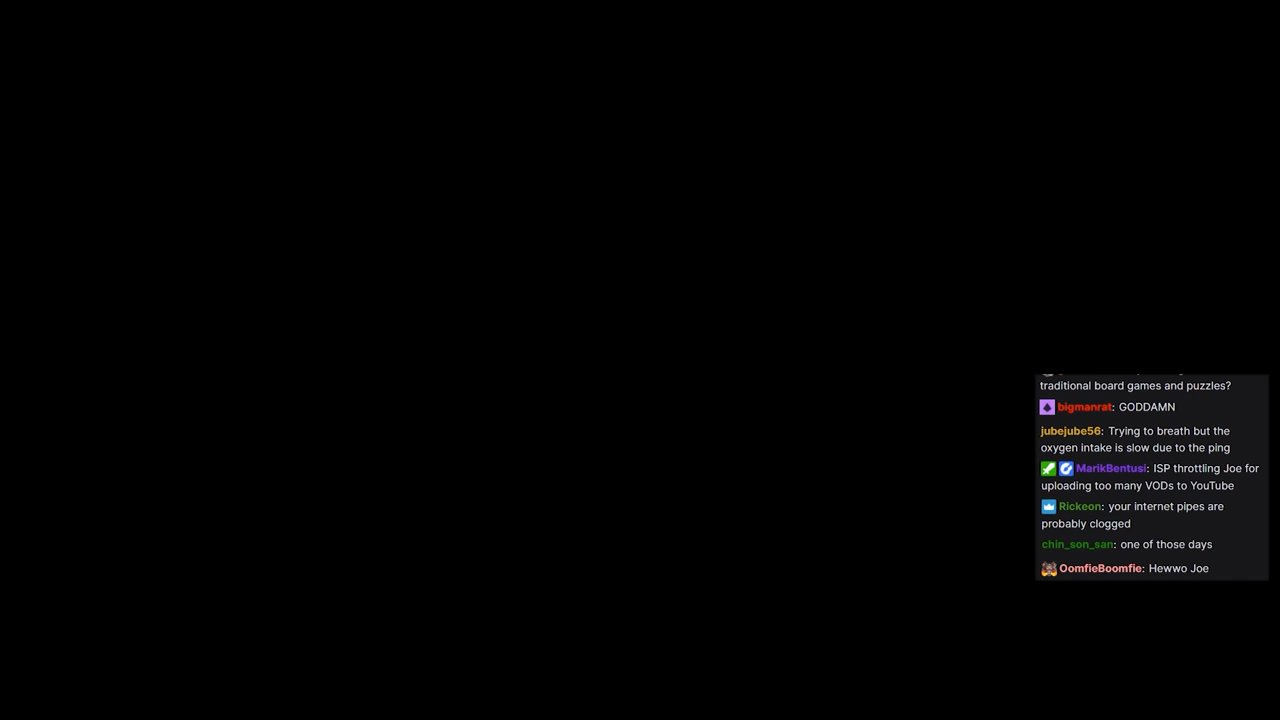 traditional board games and puzzles?
bigmanrat: GODDAMN
jubejube56: Trying to breath but the
oxygen intake is slow due to the ping
MarikBentusi: ISP throttling Joe for
uploading too many VODs to YouTube
Rickeon: your internet pipes are
probably clogged
chin_son_san: one of those days
OomfieBoomfie: Hewwo Joe